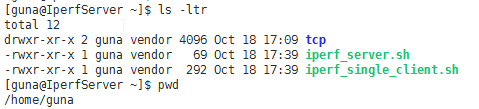 [guna@IperfServer ~]$ ls -ltr
total 12
drwxr-xr-x 2 guna vendor 4096 Oct 18 17:09 tcp
-rwxr-xr-x 1 guna vendor   69 Oct 18 17:39 iperf_server.sh
-rwxr-xr-x 1 guna vendor  292 Oct 18 17:39 iperf_single_client.sh
[guna@IperfServer ~]$ pwd
/home/guna